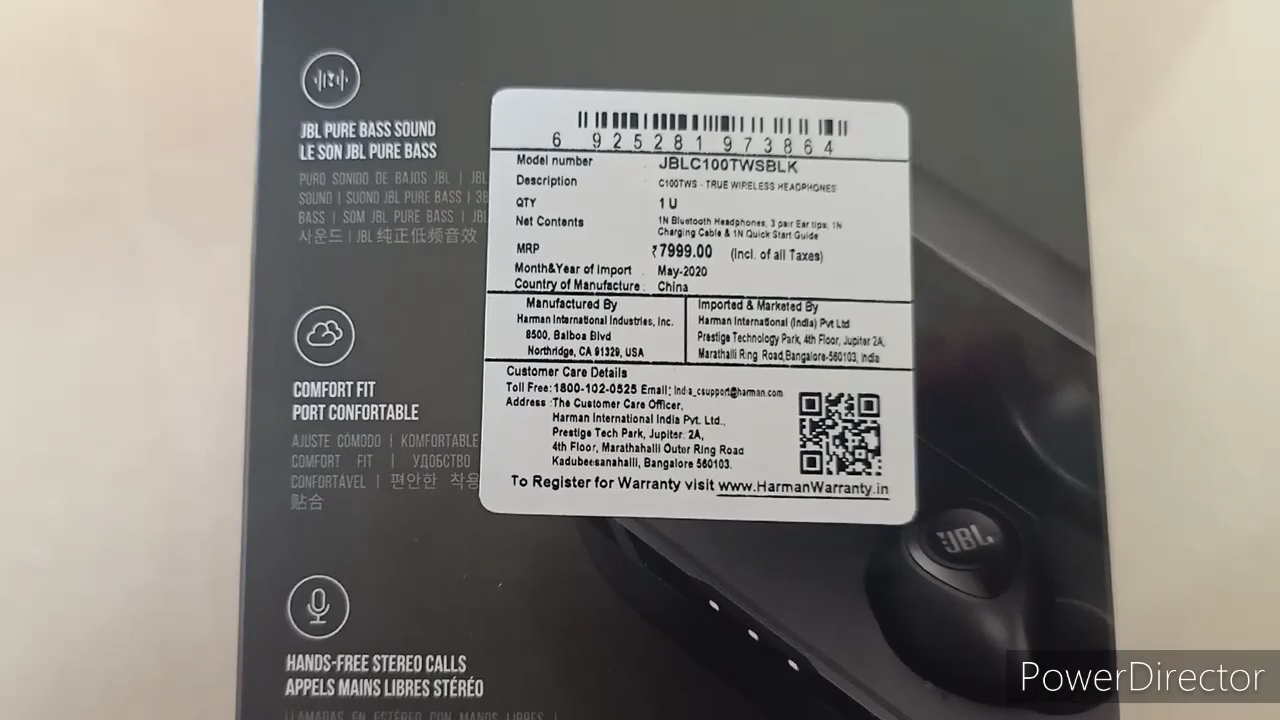 JBL PURE BASS SOUND
LE SON JBL PURE BASS
PURO SONIDO DE BAJOS JBL | JBL
SOUND | SUONO JBL PURE BASS |
BASS | SOM JBL PURE BASS | JBL
사운드 | JBL 纯正低频音效
COMFORT FIT
PORT CONFORTABLE
AJUSTE CÓMODO | KOMFORTABLE
COMFORT FIT | УДОБСТВО
CONFORTÁVEL | 편안한 착용
贴合
HANDS-FREE STEREO CALLS
APPELS MAINS LIBRES STÉRÉO
LLAMADAS EN ESTÉREO CON MANOS LIBRES |
6 925281 973864
Model number JBLC100TWSBLK
Description C100TWS - TRUE WIRELESS HEADPHONES
QTY 1 U
Net Contents 1N Bluetooth Headphones, 3 pair Ear tips, 1N
Charging Cable & 1N Quick Start Guide
MRP ₹7999.00 (Incl. of all Taxes)
Month&Year of Import : May-2020
Country of Manufacture : China
Manufactured By
Harman International Industries, Inc.
8500, Balboa Blvd
Northridge, CA 91329, USA
Imported & Marketed By
Harman International (India) Pvt Ltd
Prestige Technology Park, 4th Floor, Jupiter 2A,
Marathalli Ring Road,Bangalore-560103, India
Customer Care Details
Toll Free:1800-102-0525 Email: India_csupport@harman.com
Address :The Customer Care Officer,
Harman International India Pvt. Ltd.,
Prestige Tech Park, Jupiter. 2A,
4th Floor, Marathahalli Outer Ring Road
Kadubeesanahalli, Bangalore 560103.
To Register for Warranty visit www.HarmanWarranty.in
JBL
PowerDirector